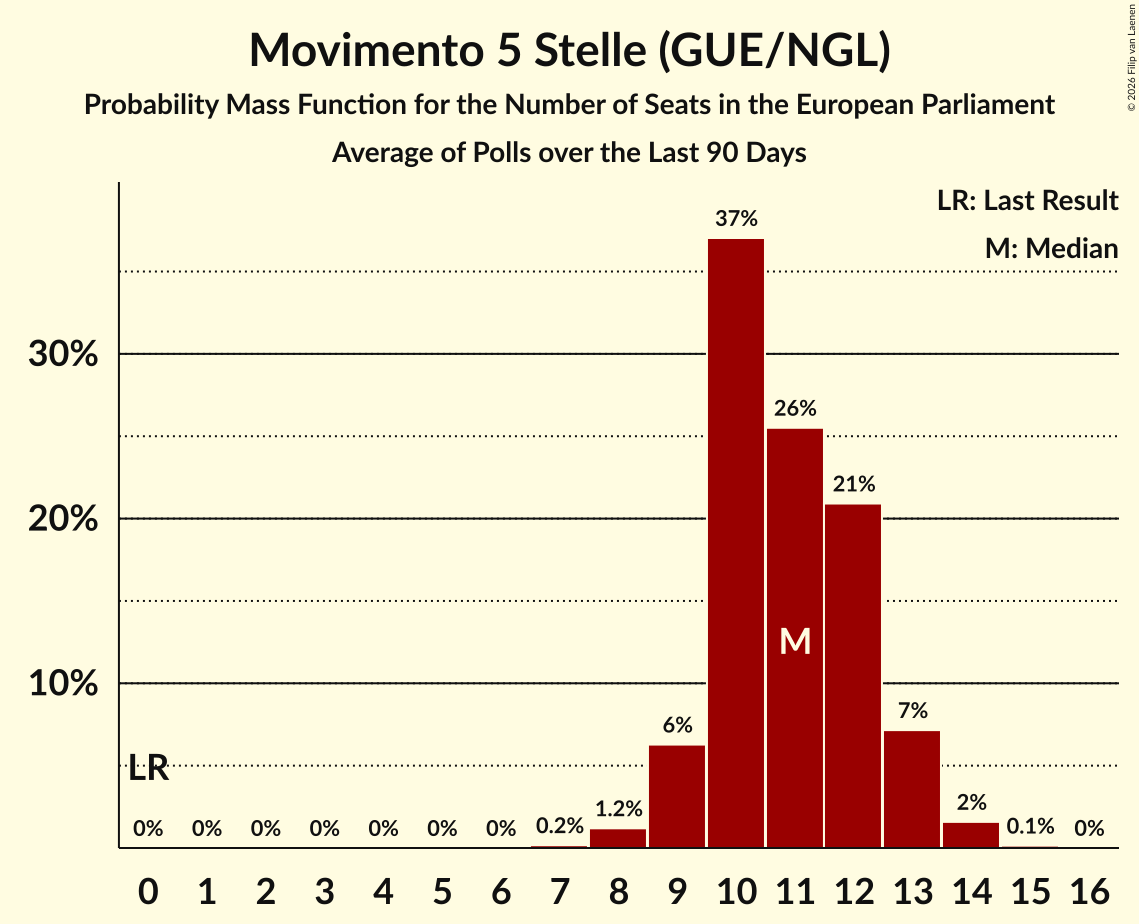 Movimento 5 Stelle (GUE/NGL)
Probability Mass Function for the Number of Seats in the European Parliament
Average of Polls over the Last 90 Days
© 2026 Filip van Laenen
LR: Last Result
M: Median
37%
30%
26%
21%
20%
M
10%
7%
6%
LR
0% 0% 0% 0% 0% 0% 0% 0.2% 1.2% 2% 0.1% 0%
0 1 2 3 4 5 6 7 8 9 10 11 12 13 14 15 16